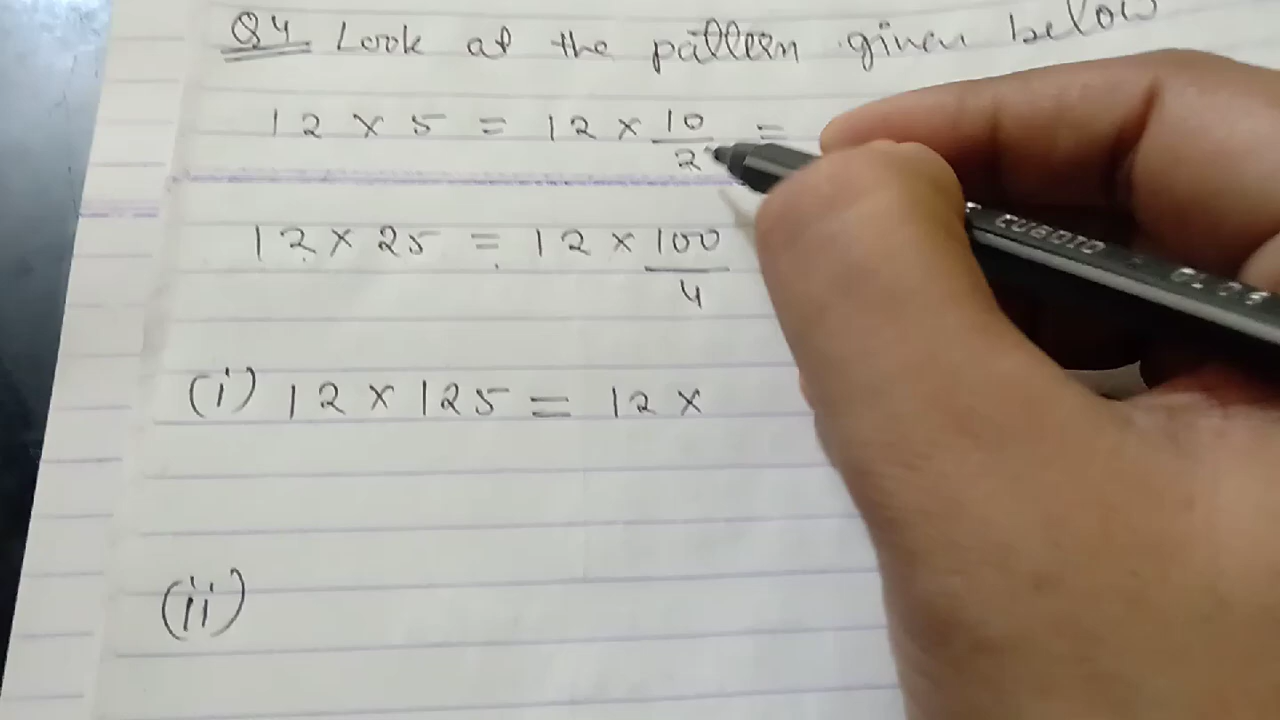 Q4 Look at the pattern given below
12 × 5 = 12 × 10/2 =
12 × 25 = 12 × 100/4
(i) 12 × 125 = 12 ×
(ii)